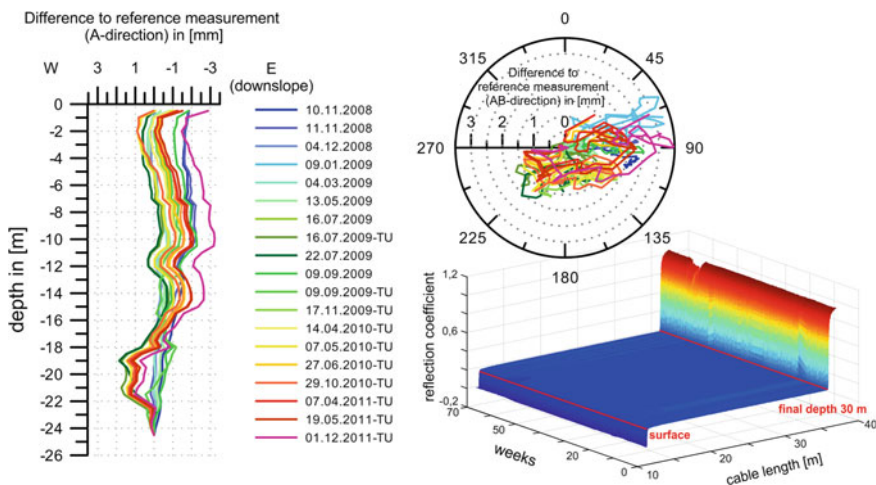 Difference to reference measurement
(A-direction) in [mm]
W 3 1 -1 -3 E
(downslope)
depth in [m]
0
-2
-4
-6
-8
-10
-12
-14
-16
-18
-20
-22
-24
-26
10.11.2008
11.11.2008
04.12.2008
09.01.2009
04.03.2009
13.05.2009
16.07.2009
16.07.2009-TU
22.07.2009
09.09.2009
09.09.2009-TU
17.11.2009-TU
14.04.2010-TU
07.05.2010-TU
27.06.2010-TU
29.10.2010-TU
07.04.2011-TU
19.05.2011-TU
01.12.2011-TU
0
45
90
135
180
225
270
315
Difference to
reference measurement
(AB-direction) in [mm]
3 2 1 0
reflection coefficient
1,2
0,6
-0.2
70
50
20
0
weeks
10
20
30
40
cable length [m]
surface
final depth 30 m